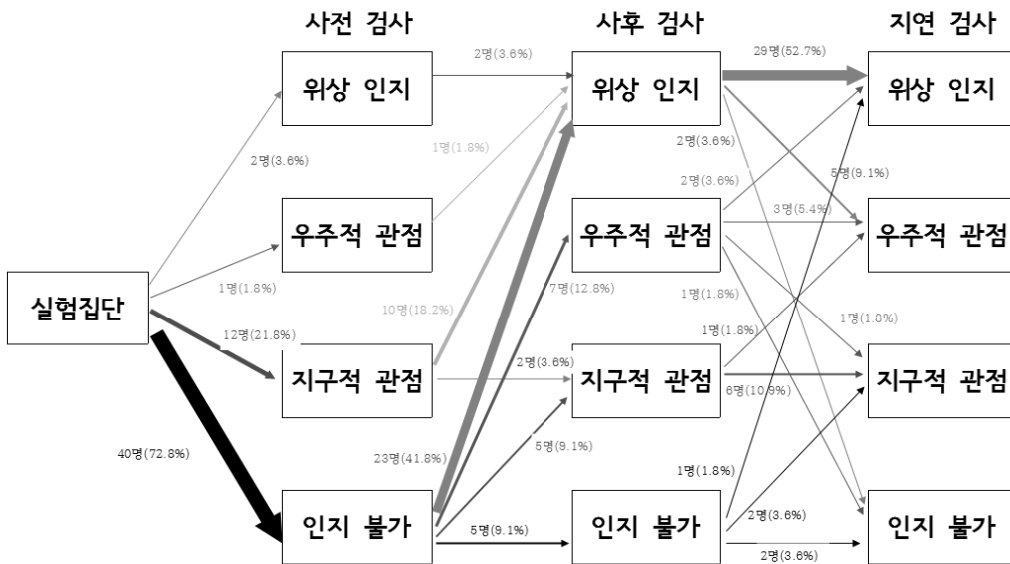 사전 검사
사후 검사
지연 검사
위상 인지
2명(3.6%)
위상 인지
29명(52.7%)
위상 인지
2명(3.6%)
1명(1.8%)
2명(3.6%)
2명(3.6%)
5명(9.1%)
우주적 관점
우주적 관점
3명(5.4%)
우주적 관점
실험집단
1명(1.8%)
10명(18.2%)
7명(12.8%)
1명(1.8%)
12명(21.8%)
1명(1.8%)
1명(1.8%)
지구적 관점
2명(3.6%)
지구적 관점
6명(10.9%)
지구적 관점
40명(72.8%)
23명(41.8%)
5명(9.1%)
1명(1.8%)
인지 불가
5명(9.1%)
인지 불가
2명(3.6%)
2명(3.6%)
인지 불가